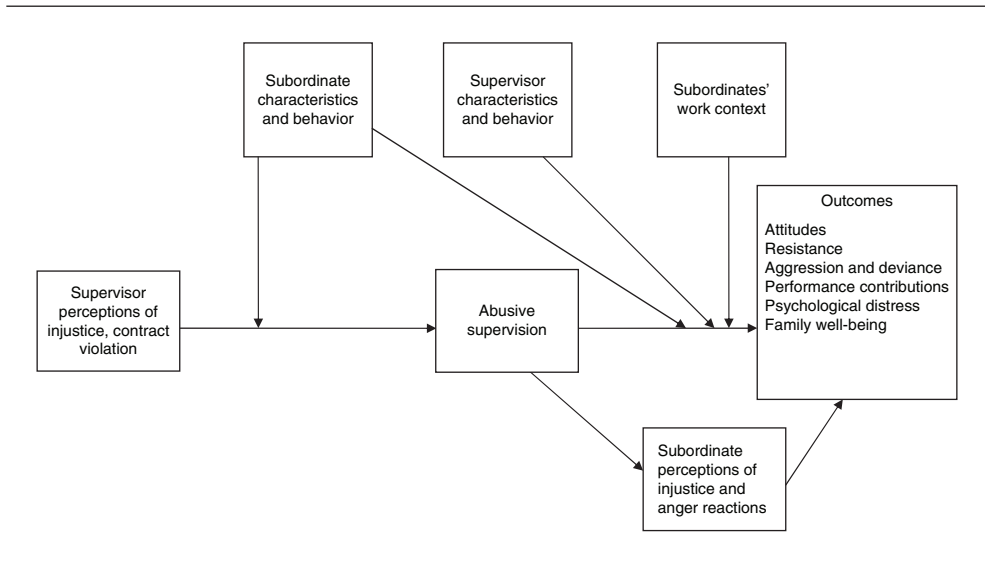 Subordinate
characteristics
and behavior
Supervisor
characteristics
and behavior
Subordinates'
work context
Outcomes
Attitudes
Resistance
Aggression and deviance
Performance contributions
Psychological distress
Family well-being
Supervisor
perceptions of
injustice, contract
violation
Abusive
supervision
Subordinate
perceptions of
injustice and
anger reactions